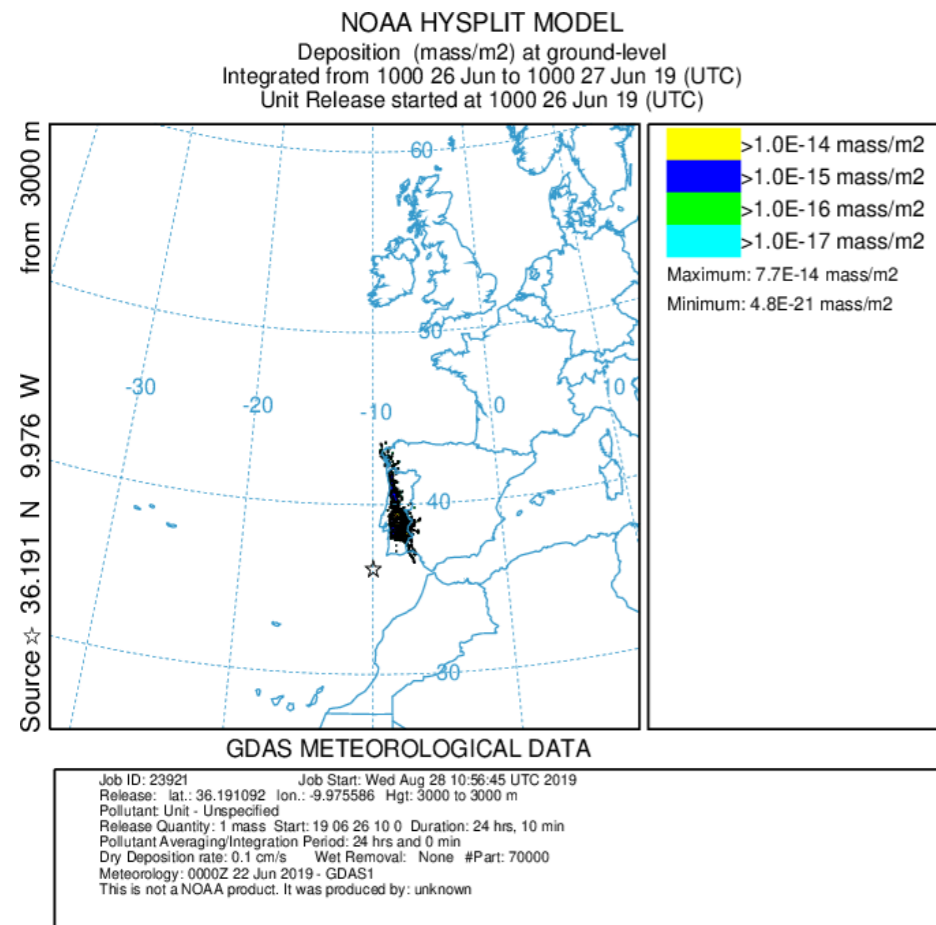 NOAA HYSPLIT MODEL
Deposition (mass/m2) at ground-level
Integrated from 1000 26 Jun to 1000 27 Jun 19 (UTC)
Unit Release started at 1000 26 Jun 19 (UTC)
Source ☆ 36.191 N 9.976 W from 3000 m
60
50
-30
-20
-10
0
10
40
30
>1.0E-14 mass/m2
>1.0E-15 mass/m2
>1.0E-16 mass/m2
>1.0E-17 mass/m2
Maximum: 7.7E-14 mass/m2
Minimum: 4.8E-21 mass/m2
GDAS METEOROLOGICAL DATA
Job ID: 23921 Job Start: Wed Aug 28 10:56:45 UTC 2019
Release: lat.: 36.191092 lon.: -9.975586 Hgt: 3000 to 3000 m
Pollutant: Unit - Unspecified
Release Quantity: 1 mass Start: 19 06 26 10 0 Duration: 24 hrs, 10 min
Pollutant Averaging/Integration Period: 24 hrs and 0 min
Dry Deposition rate: 0.1 cm/s Wet Removal: None #Part: 70000
Meteorology: 0000Z 22 Jun 2019 - GDAS1
This is not a NOAA product. It was produced by: unknown